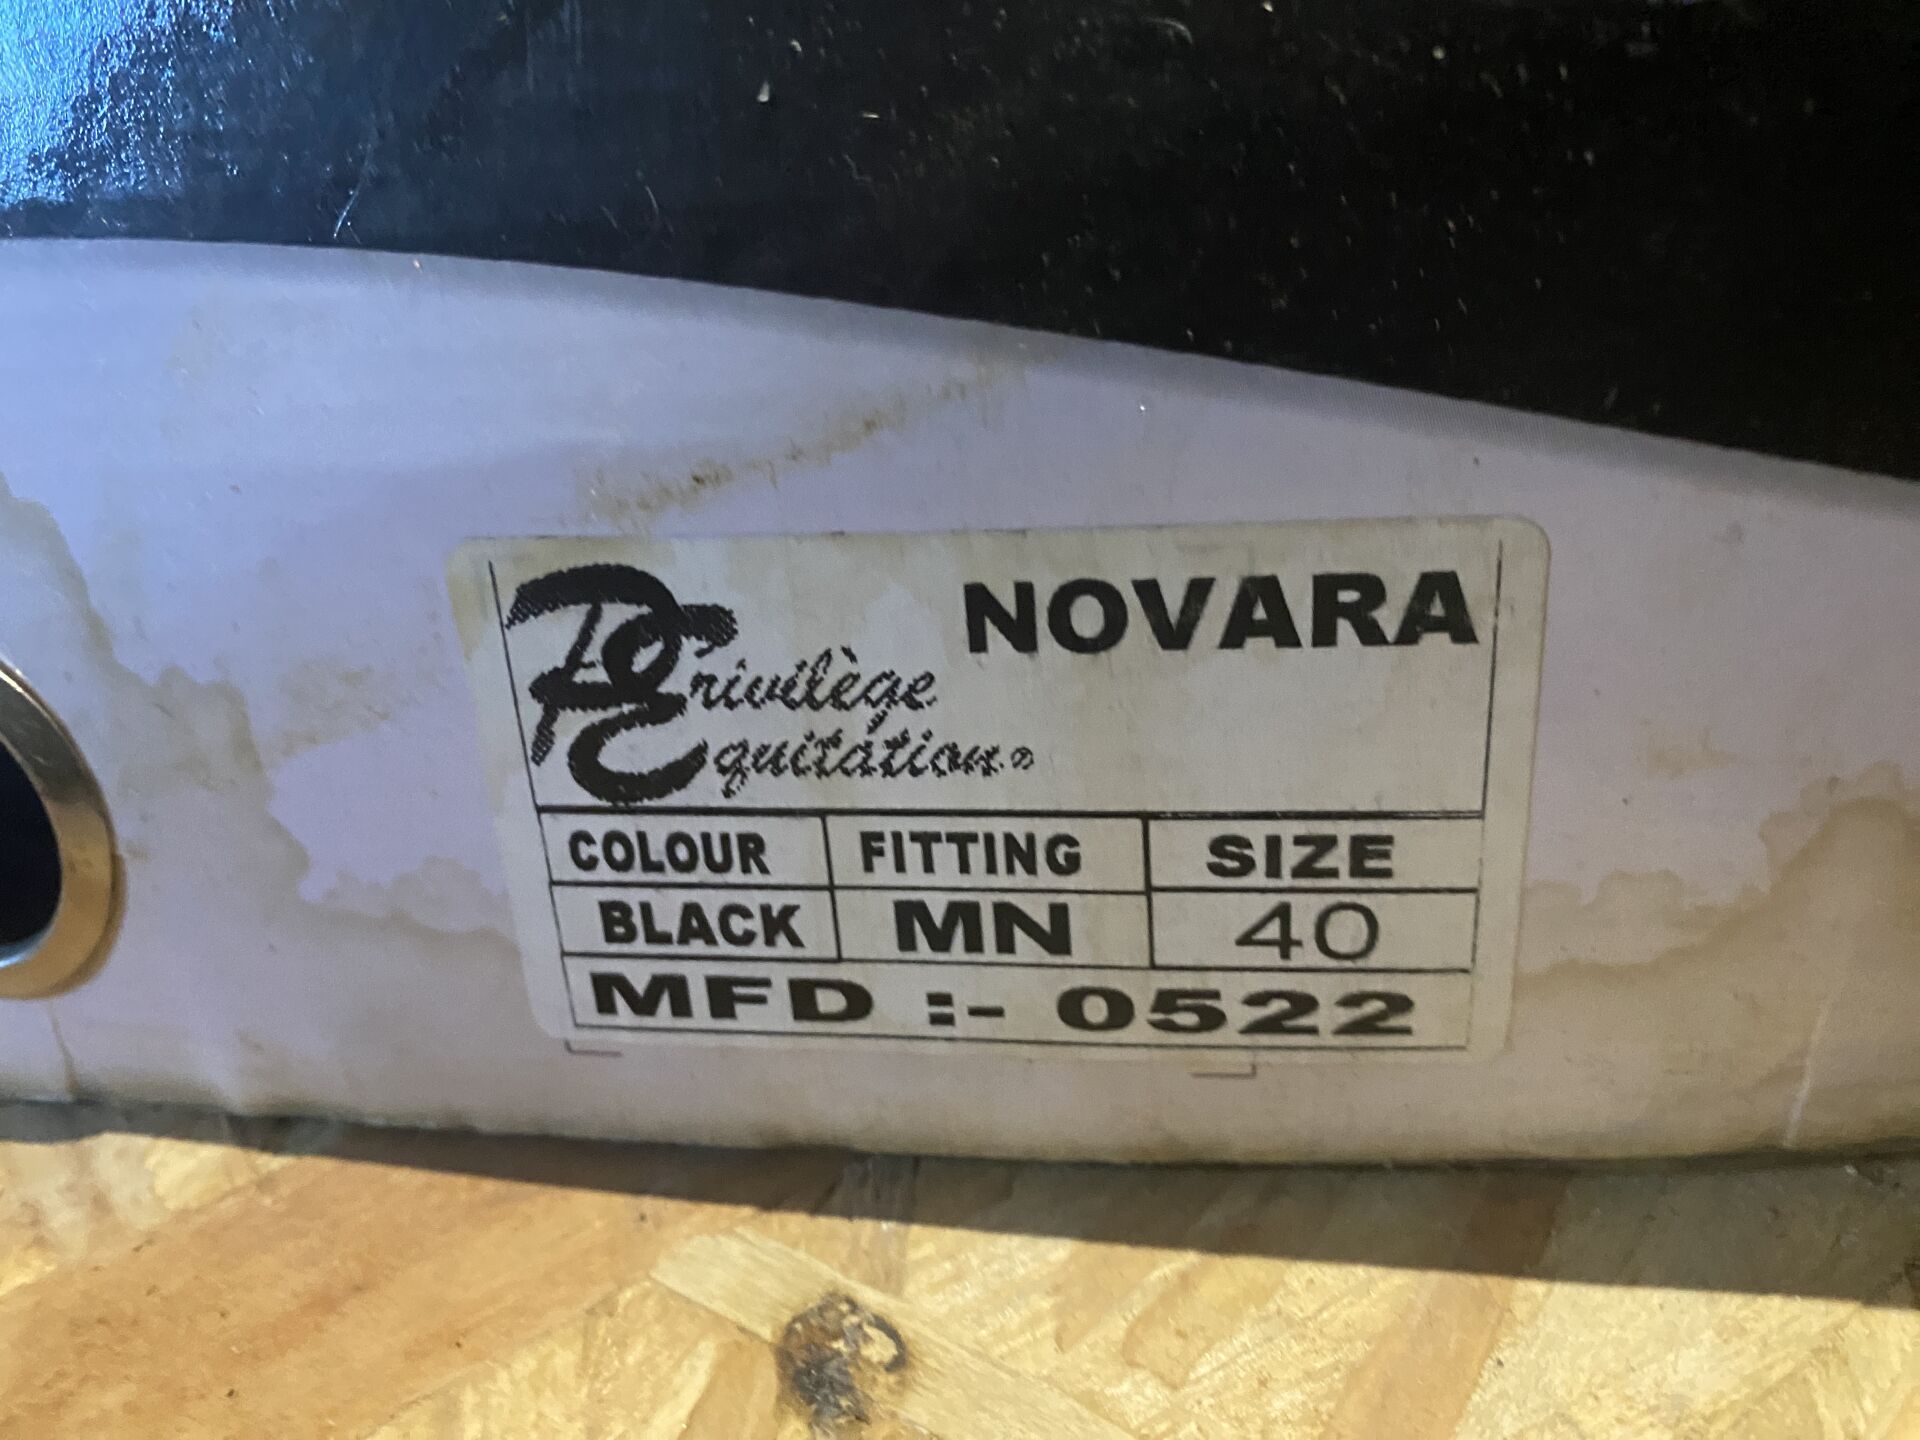 NOVARA
Privilège
Equitation®
COLOUR FITTING SIZE
BLACK MN 40
MFD :- 0522